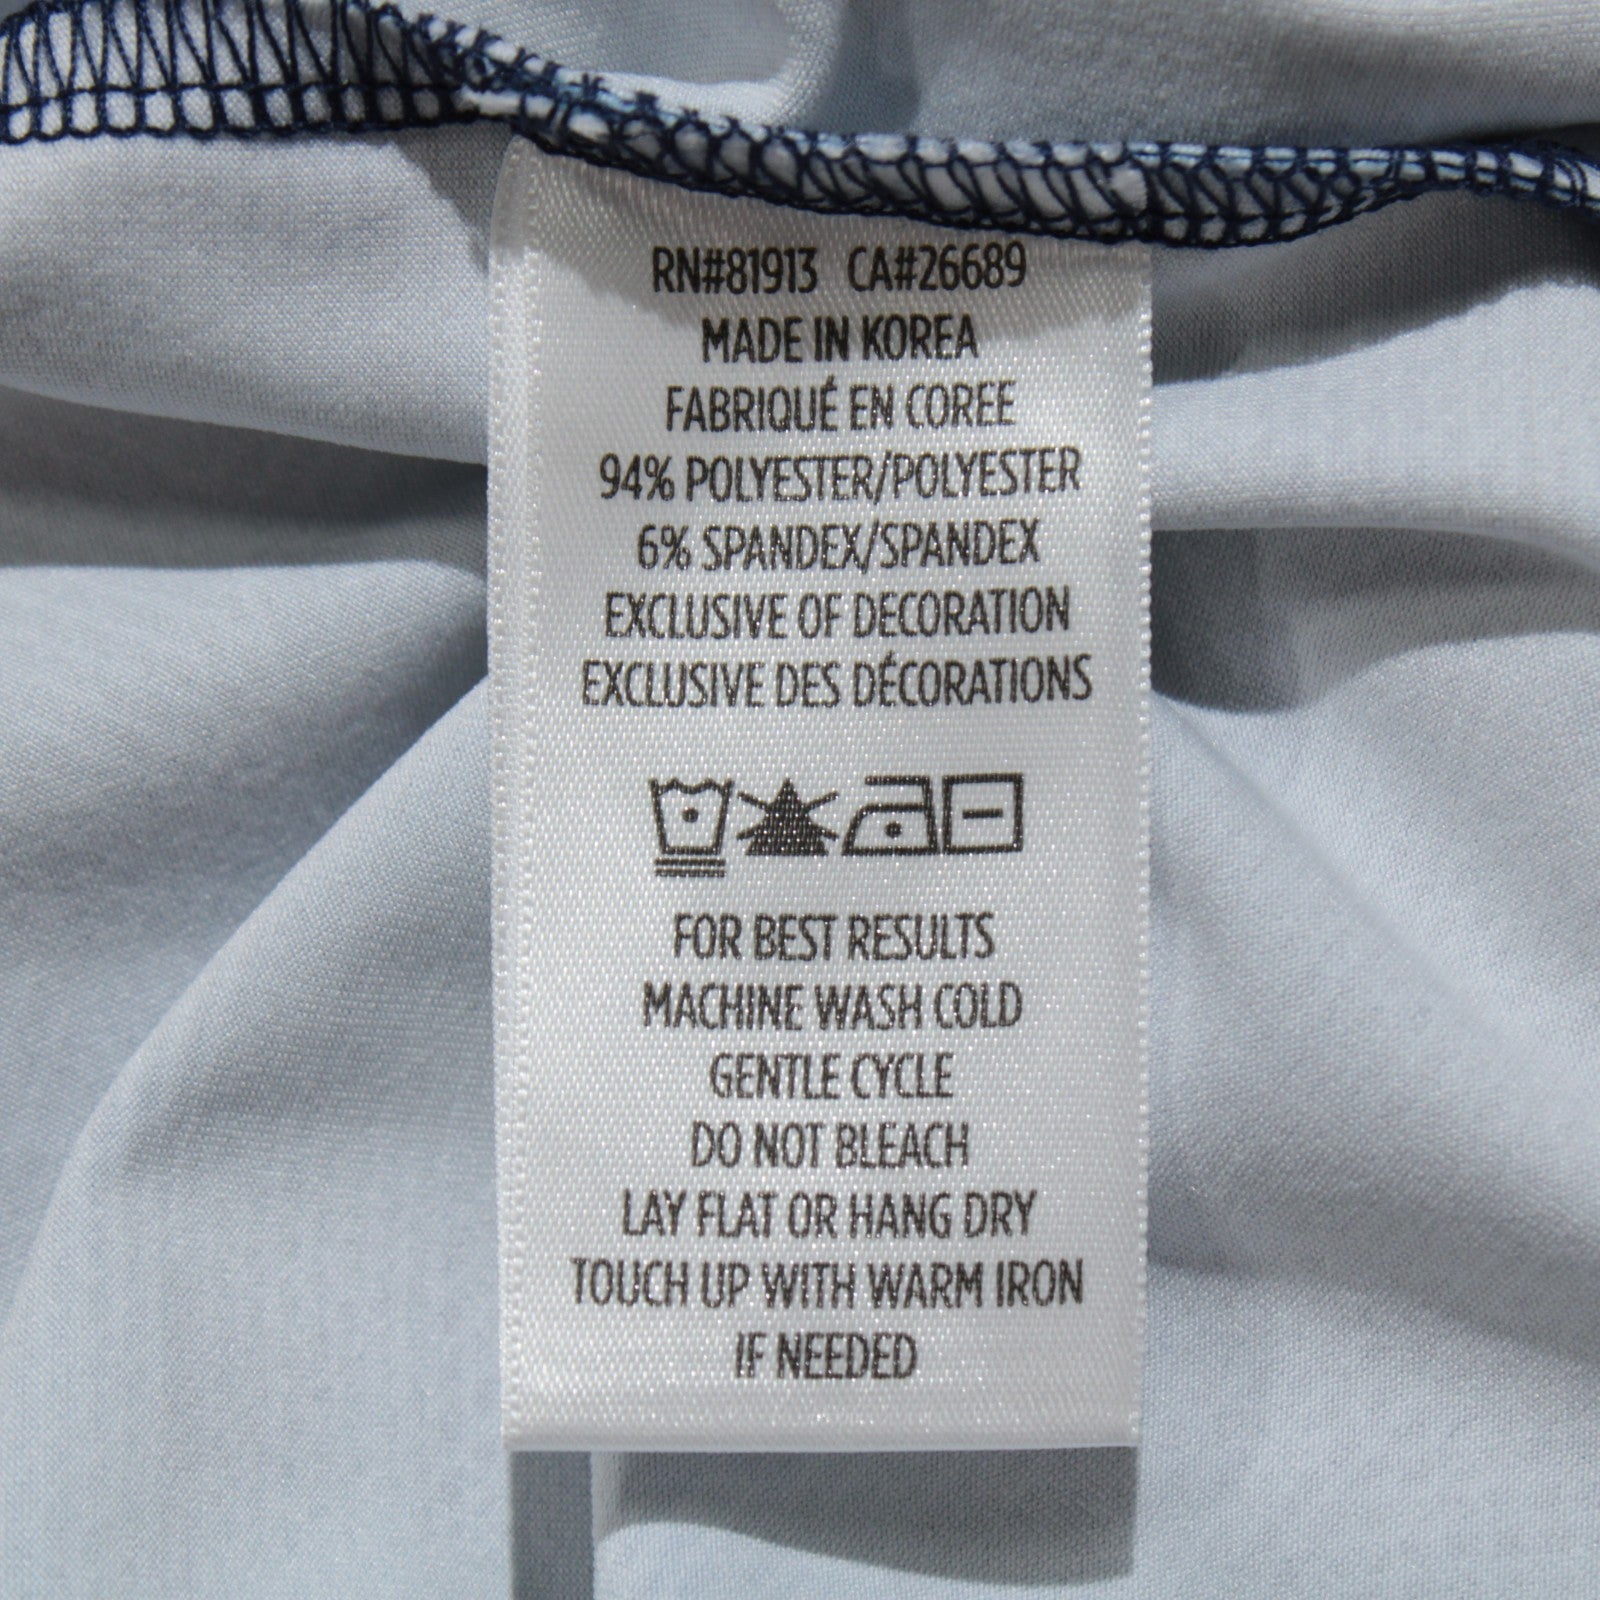 RN#81913 CA#26689
MADE IN KOREA
FABRIQUÉ EN COREE
94% POLYESTER/POLYESTER
6% SPANDEX/SPANDEX
EXCLUSIVE OF DECORATION
EXCLUSIVE DES DÉCORATIONS
FOR BEST RESULTS
MACHINE WASH COLD
GENTLE CYCLE
DO NOT BLEACH
LAY FLAT OR HANG DRY
TOUCH UP WITH WARM IRON
IF NEEDED